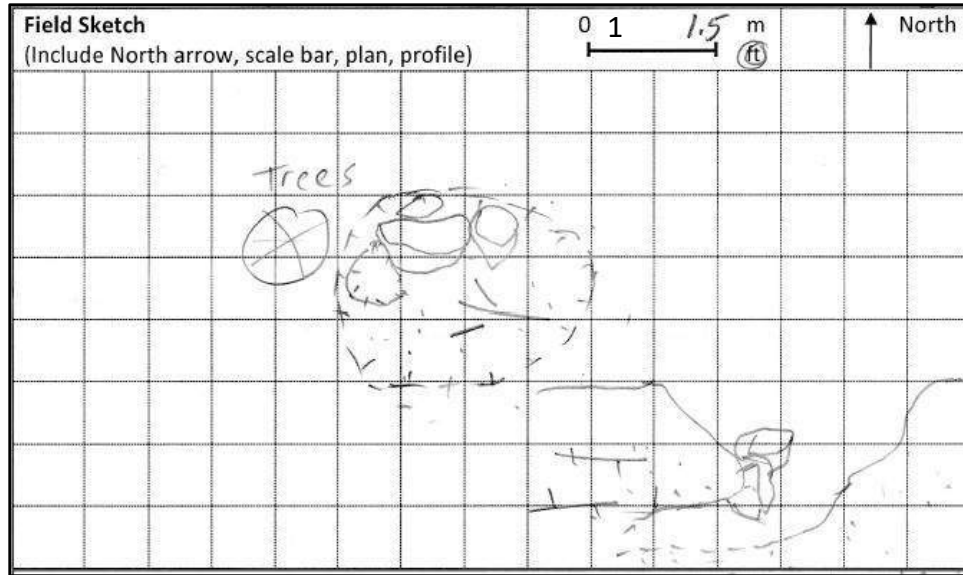 Field Sketch 0 1 1.5 m North
(Include North arrow, scale bar, plan, profile) ft
Trees